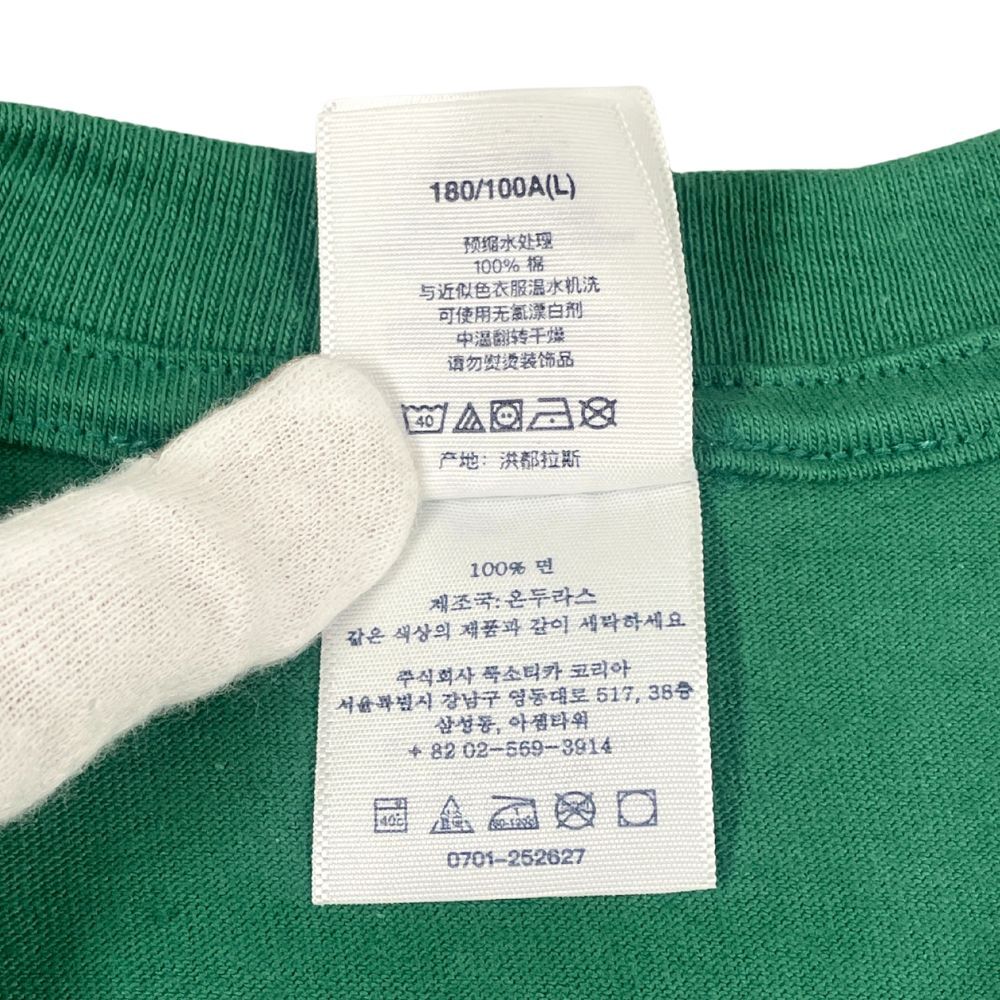 180/100A(L)
预缩水处理
100% 棉
与近似色衣服温水机洗
可使用无氯漂白剂
中温翻转干燥
请勿熨烫装饰品
40
产地：洪都拉斯
100% 면
제조국: 온두라스
같은 색상의 제품과 같이 세탁하세요
주식회사 룩소티카 코리아
서울특별시 강남구 영동대로 517, 38층
삼성동, 아셈타워
+ 82 02-569-3914
40℃
0701-252627